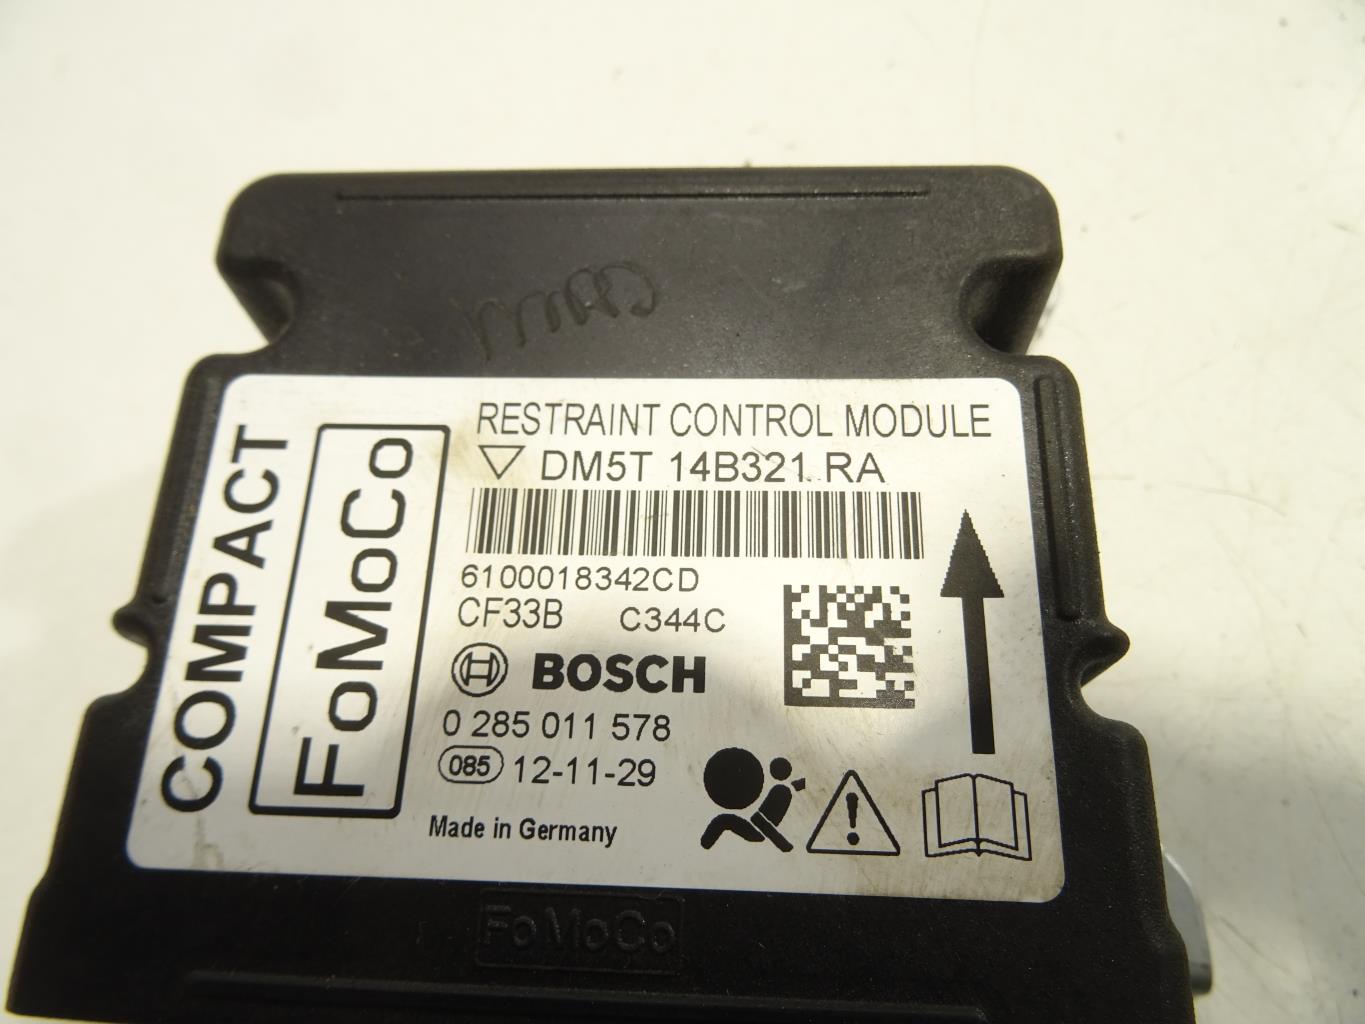 RESTRAINT CONTROL MODULE
DM5T 14B321 RA
COMPACT
FoMoCo
6100018342CD
CF33B C344C
BOSCH
0 285 011 578
085 12-11-29
Made in Germany
FoMoCo